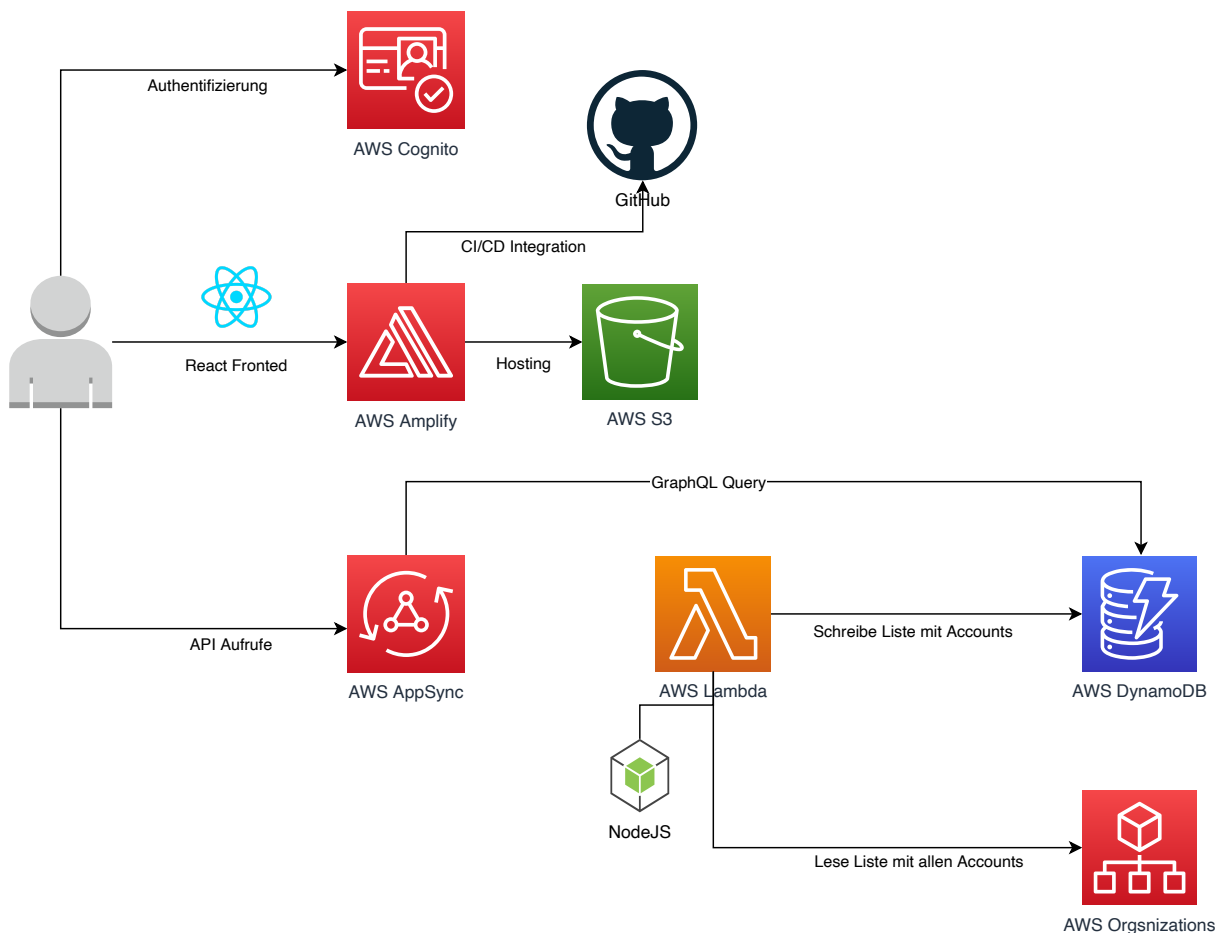 Authentifizierung
AWS Cognito
GitHub
CI/CD Integration
React Fronted
Hosting
AWS Amplify
AWS S3
GraphQL Query
API Aufrufe
Schreibe Liste mit Accounts
AWS AppSync
AWS Lambda
AWS DynamoDB
NodeJS
Lese Liste mit allen Accounts
AWS Orgsnizations